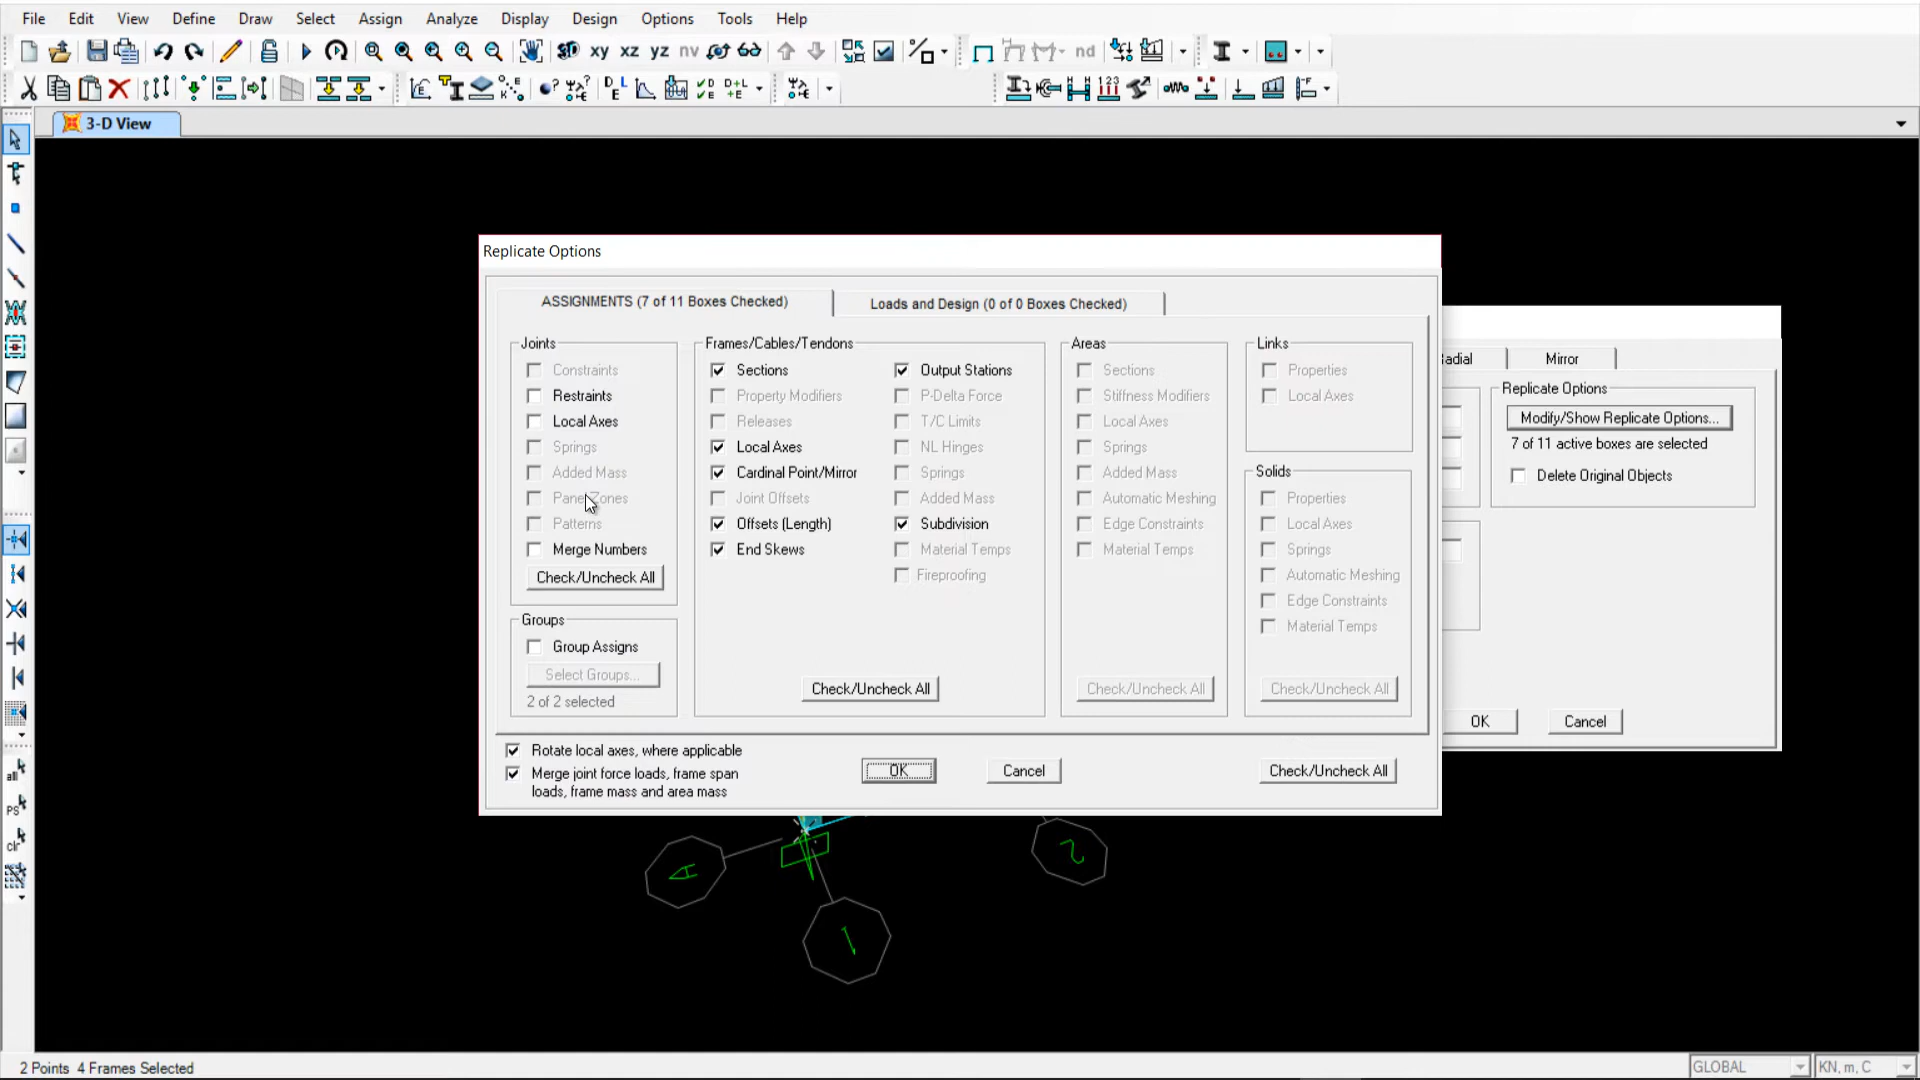 File Edit View Define Draw Select Assign Analyze Display Design Options Tools Help
3D xy xz yz nv nd
3-D View
Replicate Options
ASSIGNMENTS (7 of 11 Boxes Checked) Loads and Design (0 of 0 Boxes Checked)
Joints
Constraints
Restraints
Local Axes
Springs
Added Mass
Panel Zones
Patterns
Merge Numbers
Check/Uncheck All
Groups
Group Assigns
Select Groups...
2 of 2 selected
Frames/Cables/Tendons
Sections
Property Modifiers
Releases
Local Axes
Cardinal Point/Mirror
Joint Offsets
Offsets (Length)
End Skews
Output Stations
P-Delta Force
T/C Limits
NL Hinges
Springs
Added Mass
Subdivision
Material Temps
Fireproofing
Check/Uncheck All
Areas
Sections
Stiffness Modifiers
Local Axes
Springs
Added Mass
Automatic Meshing
Edge Constraints
Material Temps
Check/Uncheck All
Links
Properties
Local Axes
Solids
Properties
Local Axes
Springs
Automatic Meshing
Edge Constraints
Material Temps
Check/Uncheck All
Rotate local axes, where applicable
Merge joint force loads, frame span
loads, frame mass and area mass
OK Cancel Check/Uncheck All
adial Mirror
Replicate Options
Modify/Show Replicate Options...
7 of 11 active boxes are selected
Delete Original Objects
OK Cancel
all
PS
clr
A
1
2
2 Points 4 Frames Selected
GLOBAL KN, m, C